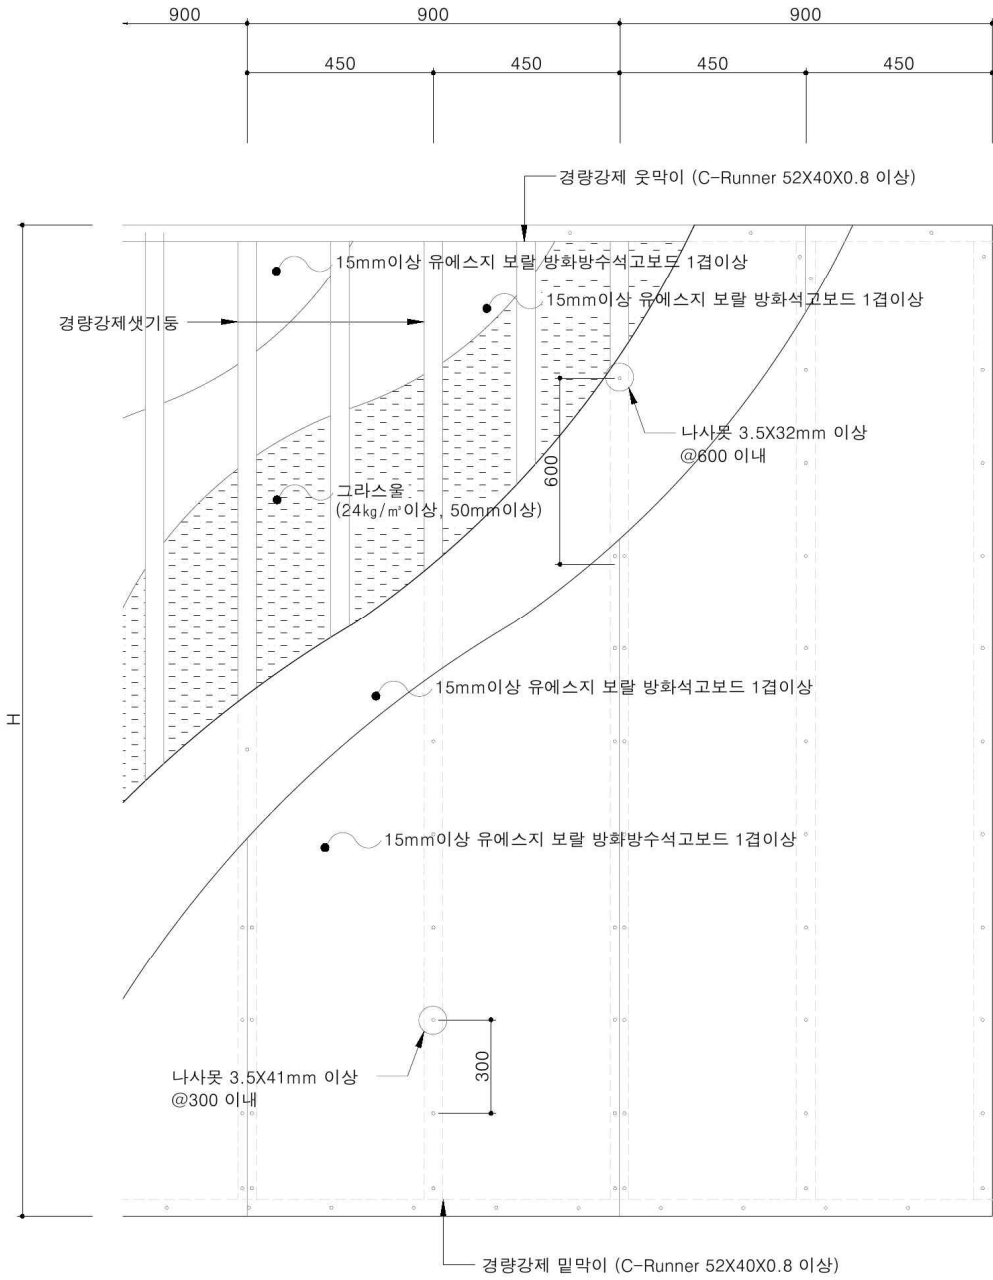 900
900
900
450
450
450
450
경량강제 웃막이 (C-Runner 52X40X0.8 이상)
15mm이상 유에스지 보랄 방화방수석고보드 1겹이상
15mm이상 유에스지 보랄 방화석고보드 1겹이상
경량강제샛기둥
나사못 3.5X32mm 이상
@600 이내
600
그라스울
(24kg/㎥이상, 50mm이상)
15mm이상 유에스지 보랄 방화석고보드 1겹이상
H
15mm이상 유에스지 보랄 방화방수석고보드 1겹이상
나사못 3.5X41mm 이상
@300 이내
300
경량강제 밑막이 (C-Runner 52X40X0.8 이상)